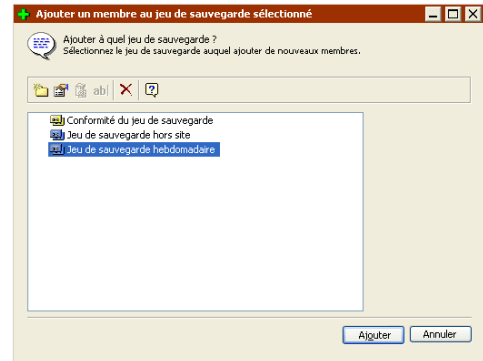 Ajouter un membre au jeu de sauvegarde sélectionné
Ajouter à quel jeu de sauvegarde ?
Sélectionnez le jeu de sauvegarde auquel ajouter de nouveaux membres.
ab|
Conformité du jeu de sauvegarde
Jeu de sauvegarde hors site
Jeu de sauvegarde hebdomadaire
Ajouter
Annuler